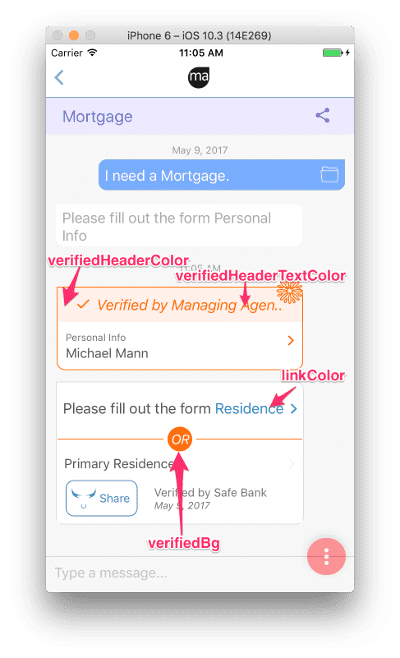 iPhone 6 – iOS 10.3 (14E269)
Carrier 11:05 AM
ma
Mortgage
May 9, 2017
I need a Mortgage.
Please fill out the form Personal
Info
verifiedHeaderColor
11:05 AM
verifiedHeaderTextColor
Verified by Managing Agen..
Personal Info
Michael Mann
linkColor
Please fill out the form Residence
OR
Primary Residence
Share
Verified by Safe Bank
May 9, 2017
verifiedBg
Type a message...